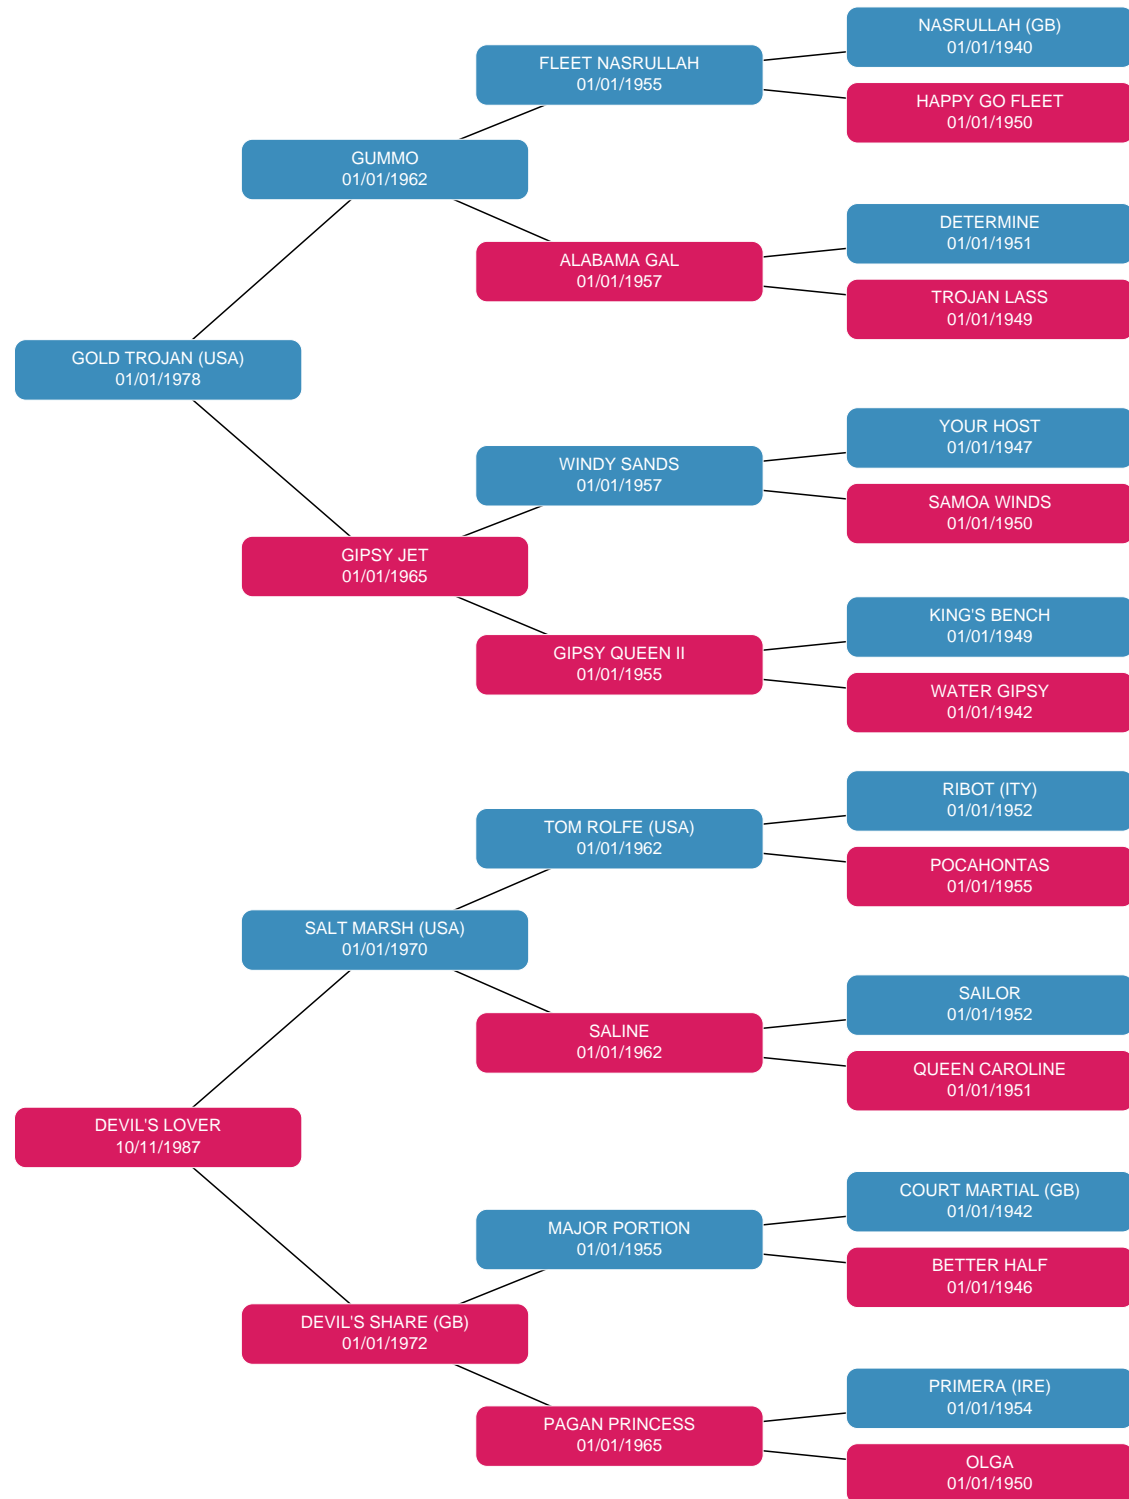 NASRULLAH (GB)
01/01/1940
FLEET NASRULLAH
01/01/1955
HAPPY GO FLEET
01/01/1950
GUMMO
01/01/1962
DETERMINE
01/01/1951
ALABAMA GAL
01/01/1957
TROJAN LASS
01/01/1949
GOLD TROJAN (USA)
01/01/1978
YOUR HOST
01/01/1947
WINDY SANDS
01/01/1957
SAMOA WINDS
01/01/1950
GIPSY JET
01/01/1965
KING'S BENCH
01/01/1949
GIPSY QUEEN II
01/01/1955
WATER GIPSY
01/01/1942
RIBOT (ITY)
01/01/1952
TOM ROLFE (USA)
01/01/1962
POCAHONTAS
01/01/1955
SALT MARSH (USA)
01/01/1970
SAILOR
01/01/1952
SALINE
01/01/1962
QUEEN CAROLINE
01/01/1951
DEVIL'S LOVER
10/11/1987
COURT MARTIAL (GB)
01/01/1942
MAJOR PORTION
01/01/1955
BETTER HALF
01/01/1946
DEVIL'S SHARE (GB)
01/01/1972
PRIMERA (IRE)
01/01/1954
PAGAN PRINCESS
01/01/1965
OLGA
01/01/1950